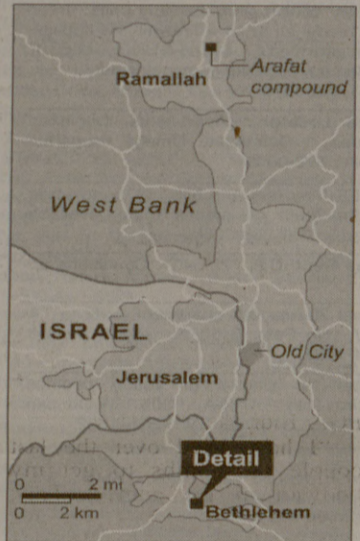 Ramallah
Arafat
compound
West Bank
ISRAEL
Old City
Jerusalem
Detail
0 2 mi
0 2 km
Bethlehem